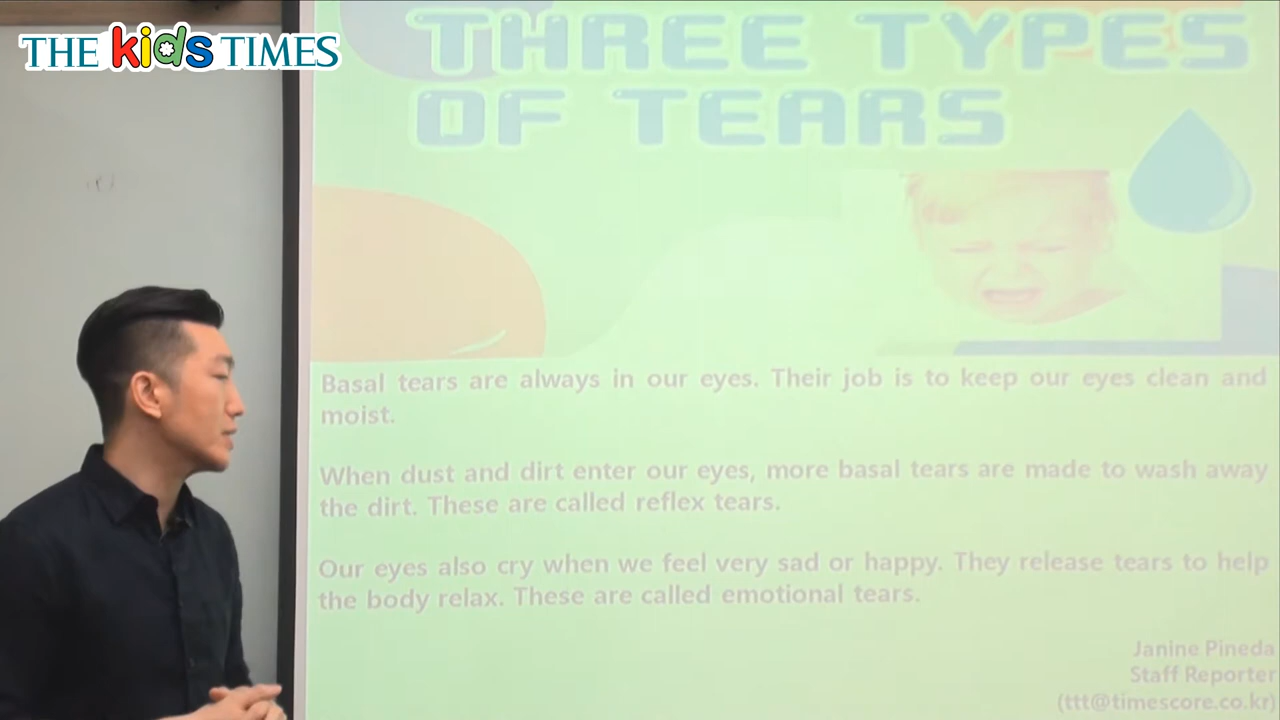 THE kids TIMES
THREE TYPES
OF TEARS
Basal tears are always in our eyes. Their job is to keep our eyes clean and
moist.
When dust and dirt enter our eyes, more basal tears are made to wash away
the dirt. These are called reflex tears.
Our eyes also cry when we feel very sad or happy. They release tears to help
the body relax. These are called emotional tears.
Janine Pineda
Staff Reporter
(ttt@timescore.co.kr)